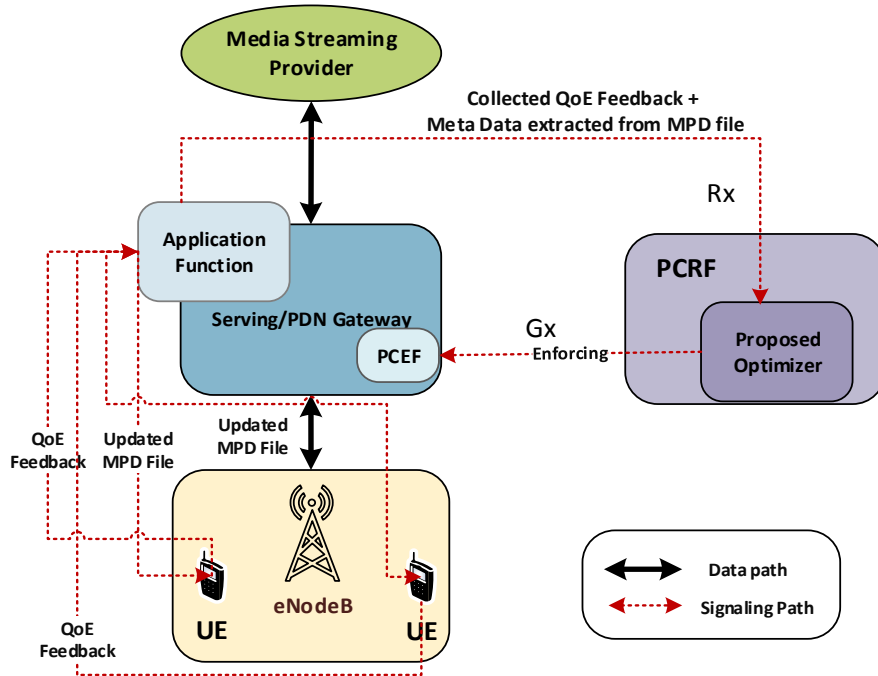 Media Streaming
Provider
Collected QoE Feedback +
Meta Data extracted from MPD file
Rx
Application
Function
PCRF
Serving/PDN Gateway
Gx
Enforcing
PCEF
Proposed
Optimizer
QoE
Feedback
Updated
MPD File
Updated
MPD File
eNodeB
UE
UE
QoE
Feedback
Data path
Signaling Path